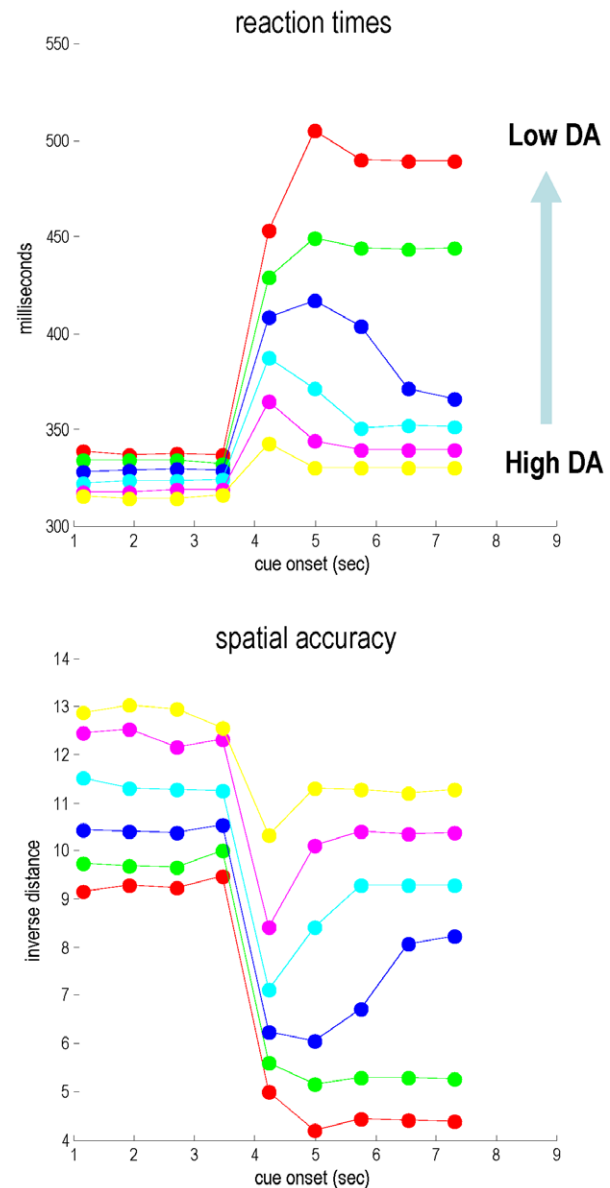 reaction times
550
500
450
400
350
300
milliseconds
1 2 3 4 5 6 7 8 9
cue onset (sec)
Low DA
High DA
spatial accuracy
14
13
12
11
10
9
8
7
6
5
4
inverse distance
1 2 3 4 5 6 7 8 9
cue onset (sec)